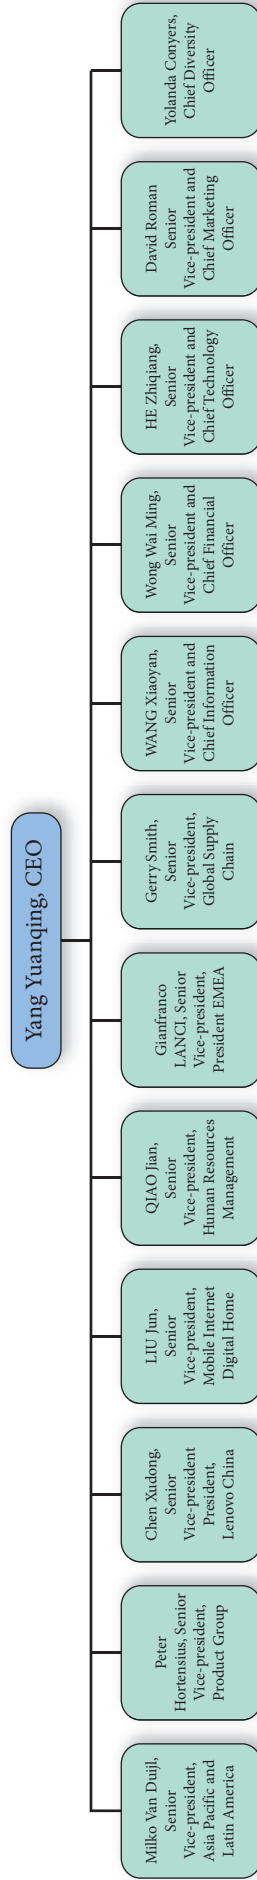 Yang Yuanqing, CEO
Milko Van Duijl,
Senior
Vice-president,
Asia Pacific and
Latin America
Peter
Hortensius, Senior
Vice-president,
Product Group
Chen Xudong,
Senior
Vice-president
President,
Lenovo China
LIU Jun,
Senior
Vice-president,
Mobile Internet
Digital Home
QIAO Jian,
Senior
Vice-president,
Human Resources
Management
Gianfranco
LANCI, Senior
Vice-president,
President EMEA
Gerry Smith,
Senior
Vice-president,
Global Supply
Chain
WANG Xiaoyan,
Senior
Vice-president and
Chief Information
Officer
Wong Wai Ming,
Senior
Vice-president and
Chief Financial
Officer
HE Zhiqiang,
Senior
Vice-president and
Chief Technology
Officer
David Roman
Senior
Vice-president and
Chief Marketing
Officer
Yolanda Conyers,
Chief Diversity
Officer